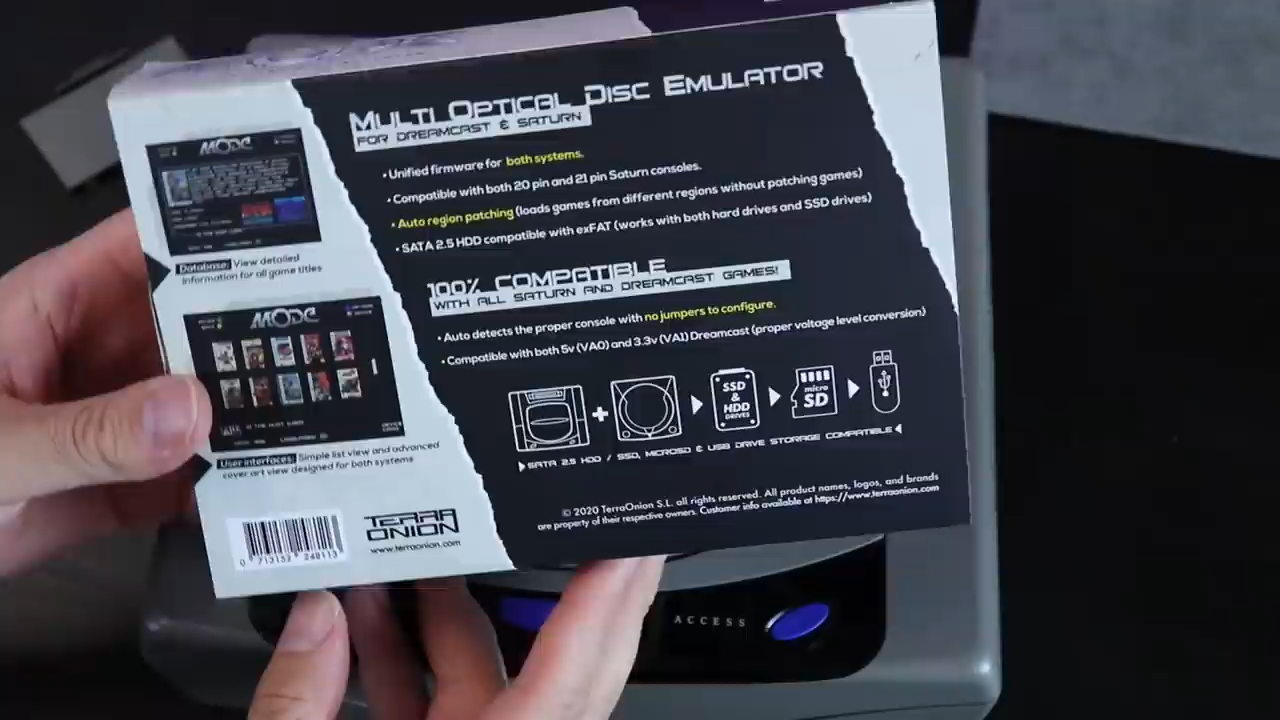 MULTI OPTICAL DISC EMULATOR
FOR DREAMCAST & SATURN
• Unified firmware for both systems.
• Compatible with both 20 pin and 21 pin Saturn consoles.
• Auto region patching (loads games from different regions without patching games)
• SATA 2.5 HDD compatible with exFAT (works with both hard drives and SSD drives)
100% COMPATIBLE
WITH ALL SATURN AND DREAMCAST GAMES!
• Auto detects the proper console with no jumpers to configure.
• Compatible with both 5v (VA0) and 3.3v (VA1) Dreamcast (proper voltage level conversion)
SSD
&
HDD
DRIVES
micro
SD
SATA 2.5 HDD / SSD, MICROSD & USB DRIVE STORAGE COMPATIBLE
© 2020 TerraOnion S.L. all rights reserved. All product names, logos, and brands
are property of their respective owners. Customer info available at https://www.terraonion.com
MODE
Database: View detailed
information for all game titles
MODE
User interfaces: Simple list view and advanced
cover art view designed for both systems
0 713152 248113
TERRA
ONION
www.terraonion.com
ACCESS